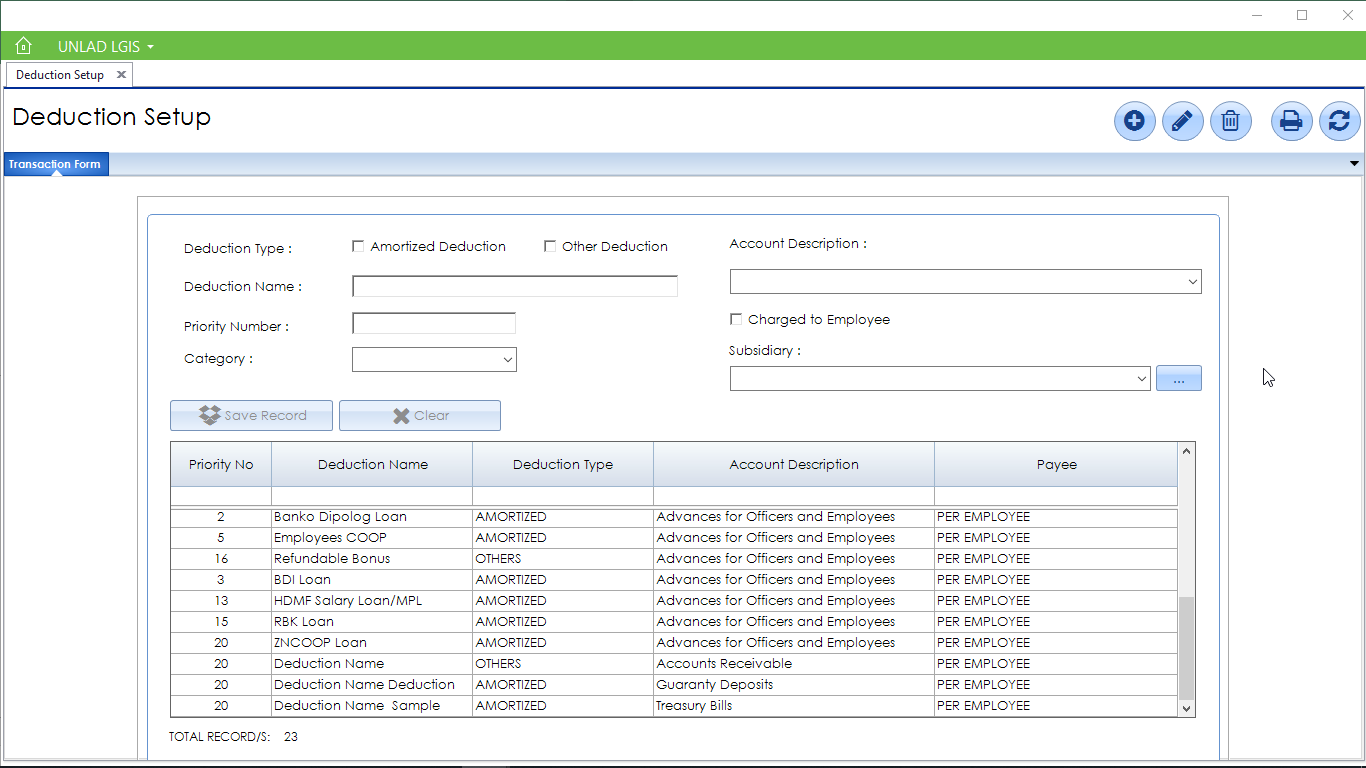 UNLAD LGIS
Deduction Setup
Deduction Setup
Transaction Form
Deduction Type :
Amortized Deduction
Other Deduction
Account Description :
Deduction Name :
Priority Number :
Charged to Employee
Category :
Subsidiary :
...
Save Record
Clear
Priority No Deduction Name Deduction Type Account Description Payee
2 Banko Dipolog Loan AMORTIZED Advances for Officers and Employees PER EMPLOYEE
5 Employees COOP AMORTIZED Advances for Officers and Employees PER EMPLOYEE
16 Refundable Bonus OTHERS Advances for Officers and Employees PER EMPLOYEE
3 BDI Loan AMORTIZED Advances for Officers and Employees PER EMPLOYEE
13 HDMF Salary Loan/MPL AMORTIZED Advances for Officers and Employees PER EMPLOYEE
15 RBK Loan AMORTIZED Advances for Officers and Employees PER EMPLOYEE
20 ZNCOOP Loan AMORTIZED Advances for Officers and Employees PER EMPLOYEE
20 Deduction Name OTHERS Accounts Receivable PER EMPLOYEE
20 Deduction Name Deduction AMORTIZED Guaranty Deposits PER EMPLOYEE
20 Deduction Name  Sample AMORTIZED Treasury Bills PER EMPLOYEE
TOTAL RECORD/S: 23